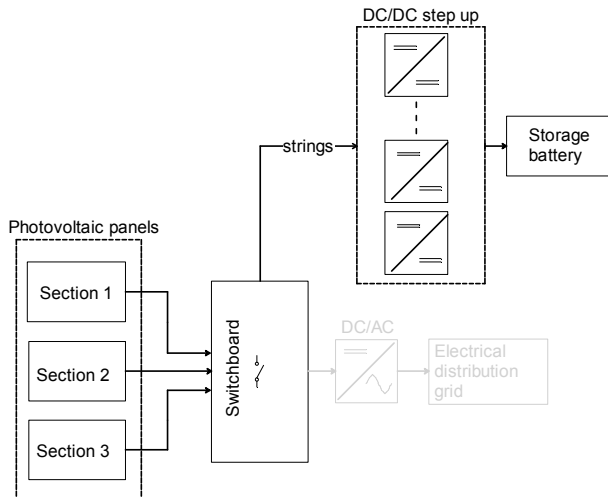 DC/DC step up
strings
Storage
battery
Photovoltaic panels
Section 1
Section 2
Section 3
Switchboard
DC/AC
Electrical
distribution
grid